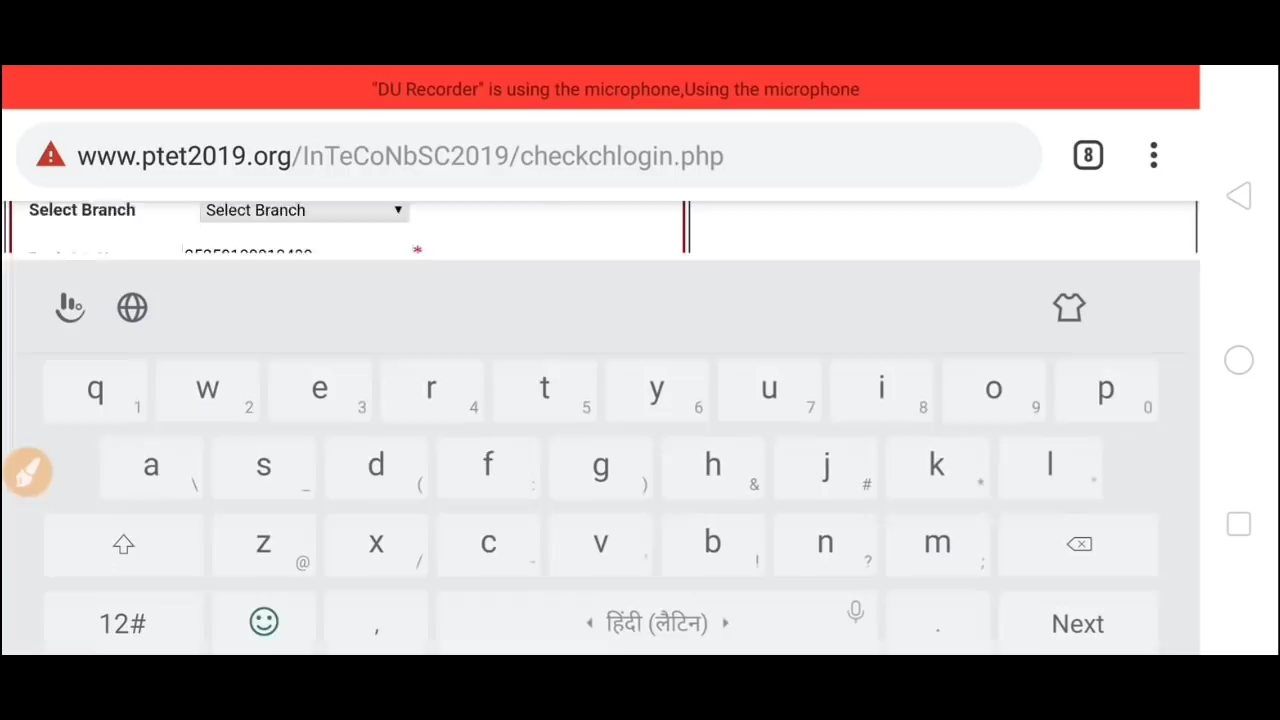 "DU Recorder" is using the microphone,Using the microphone
www.ptet2019.org/InTeCoNbSC2019/checkchlogin.php 8
Select Branch Select Branch
*
q 1 w 2 e 3 r 4 t 5 y 6 u 7 i 8 o 9 p 0
a \ s _ d ( f : g ) h & j # k * l "
z @ x / c - v ' b ! n ? m ;
12# , हिंदी (लैटिन) . Next